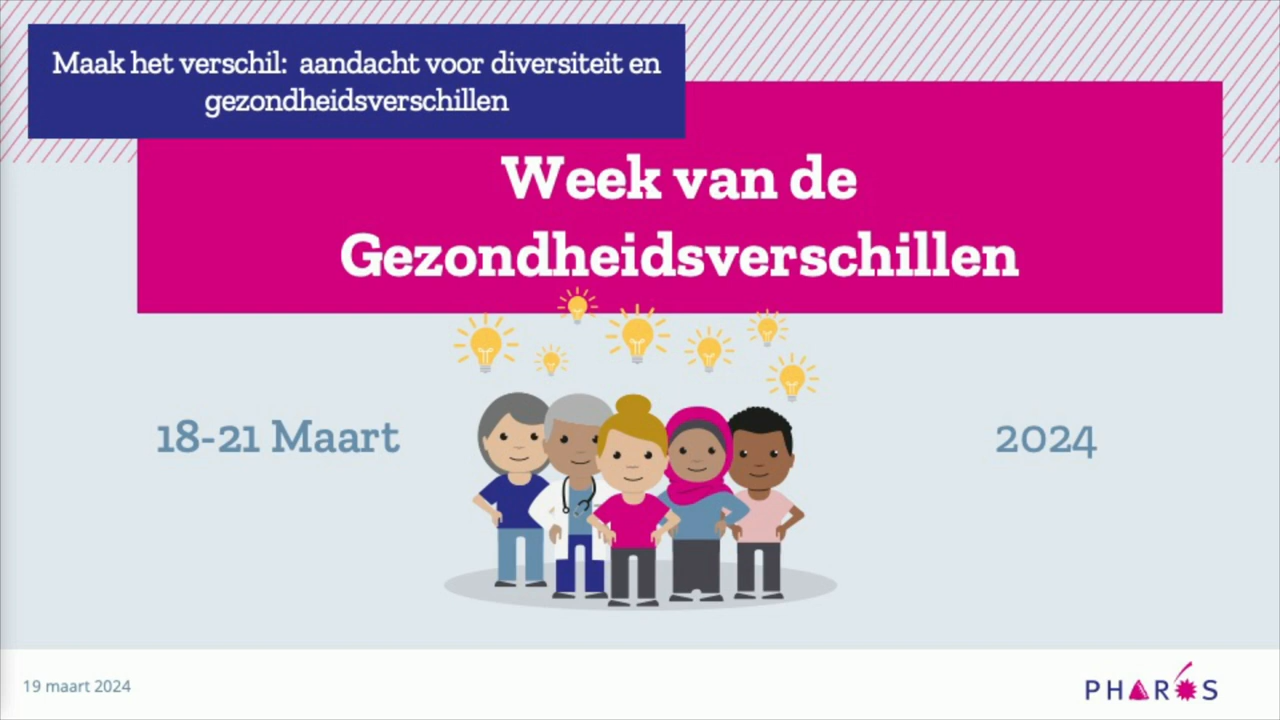 Maak het verschil: aandacht voor diversiteit en
gezondheidsverschillen
Week van de
Gezondheidsverschillen
18-21 Maart
2024
19 maart 2024
PHAROS